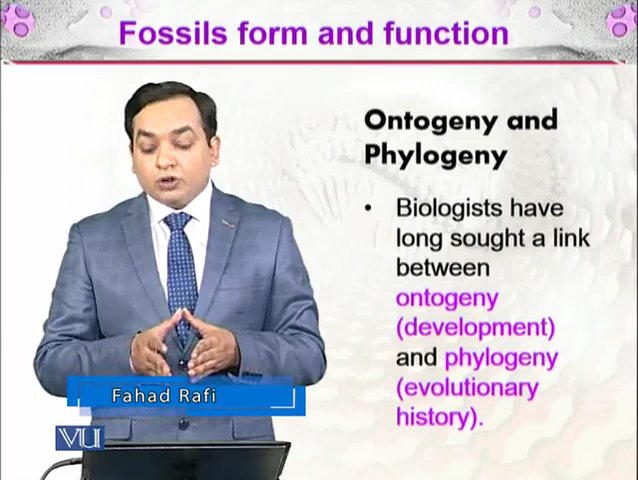 Fossils form and function
Ontogeny and
Phylogeny
• Biologists have
long sought a link
between
ontogeny
(development)
and phylogeny
(evolutionary
history).
Fahad Rafi
VU